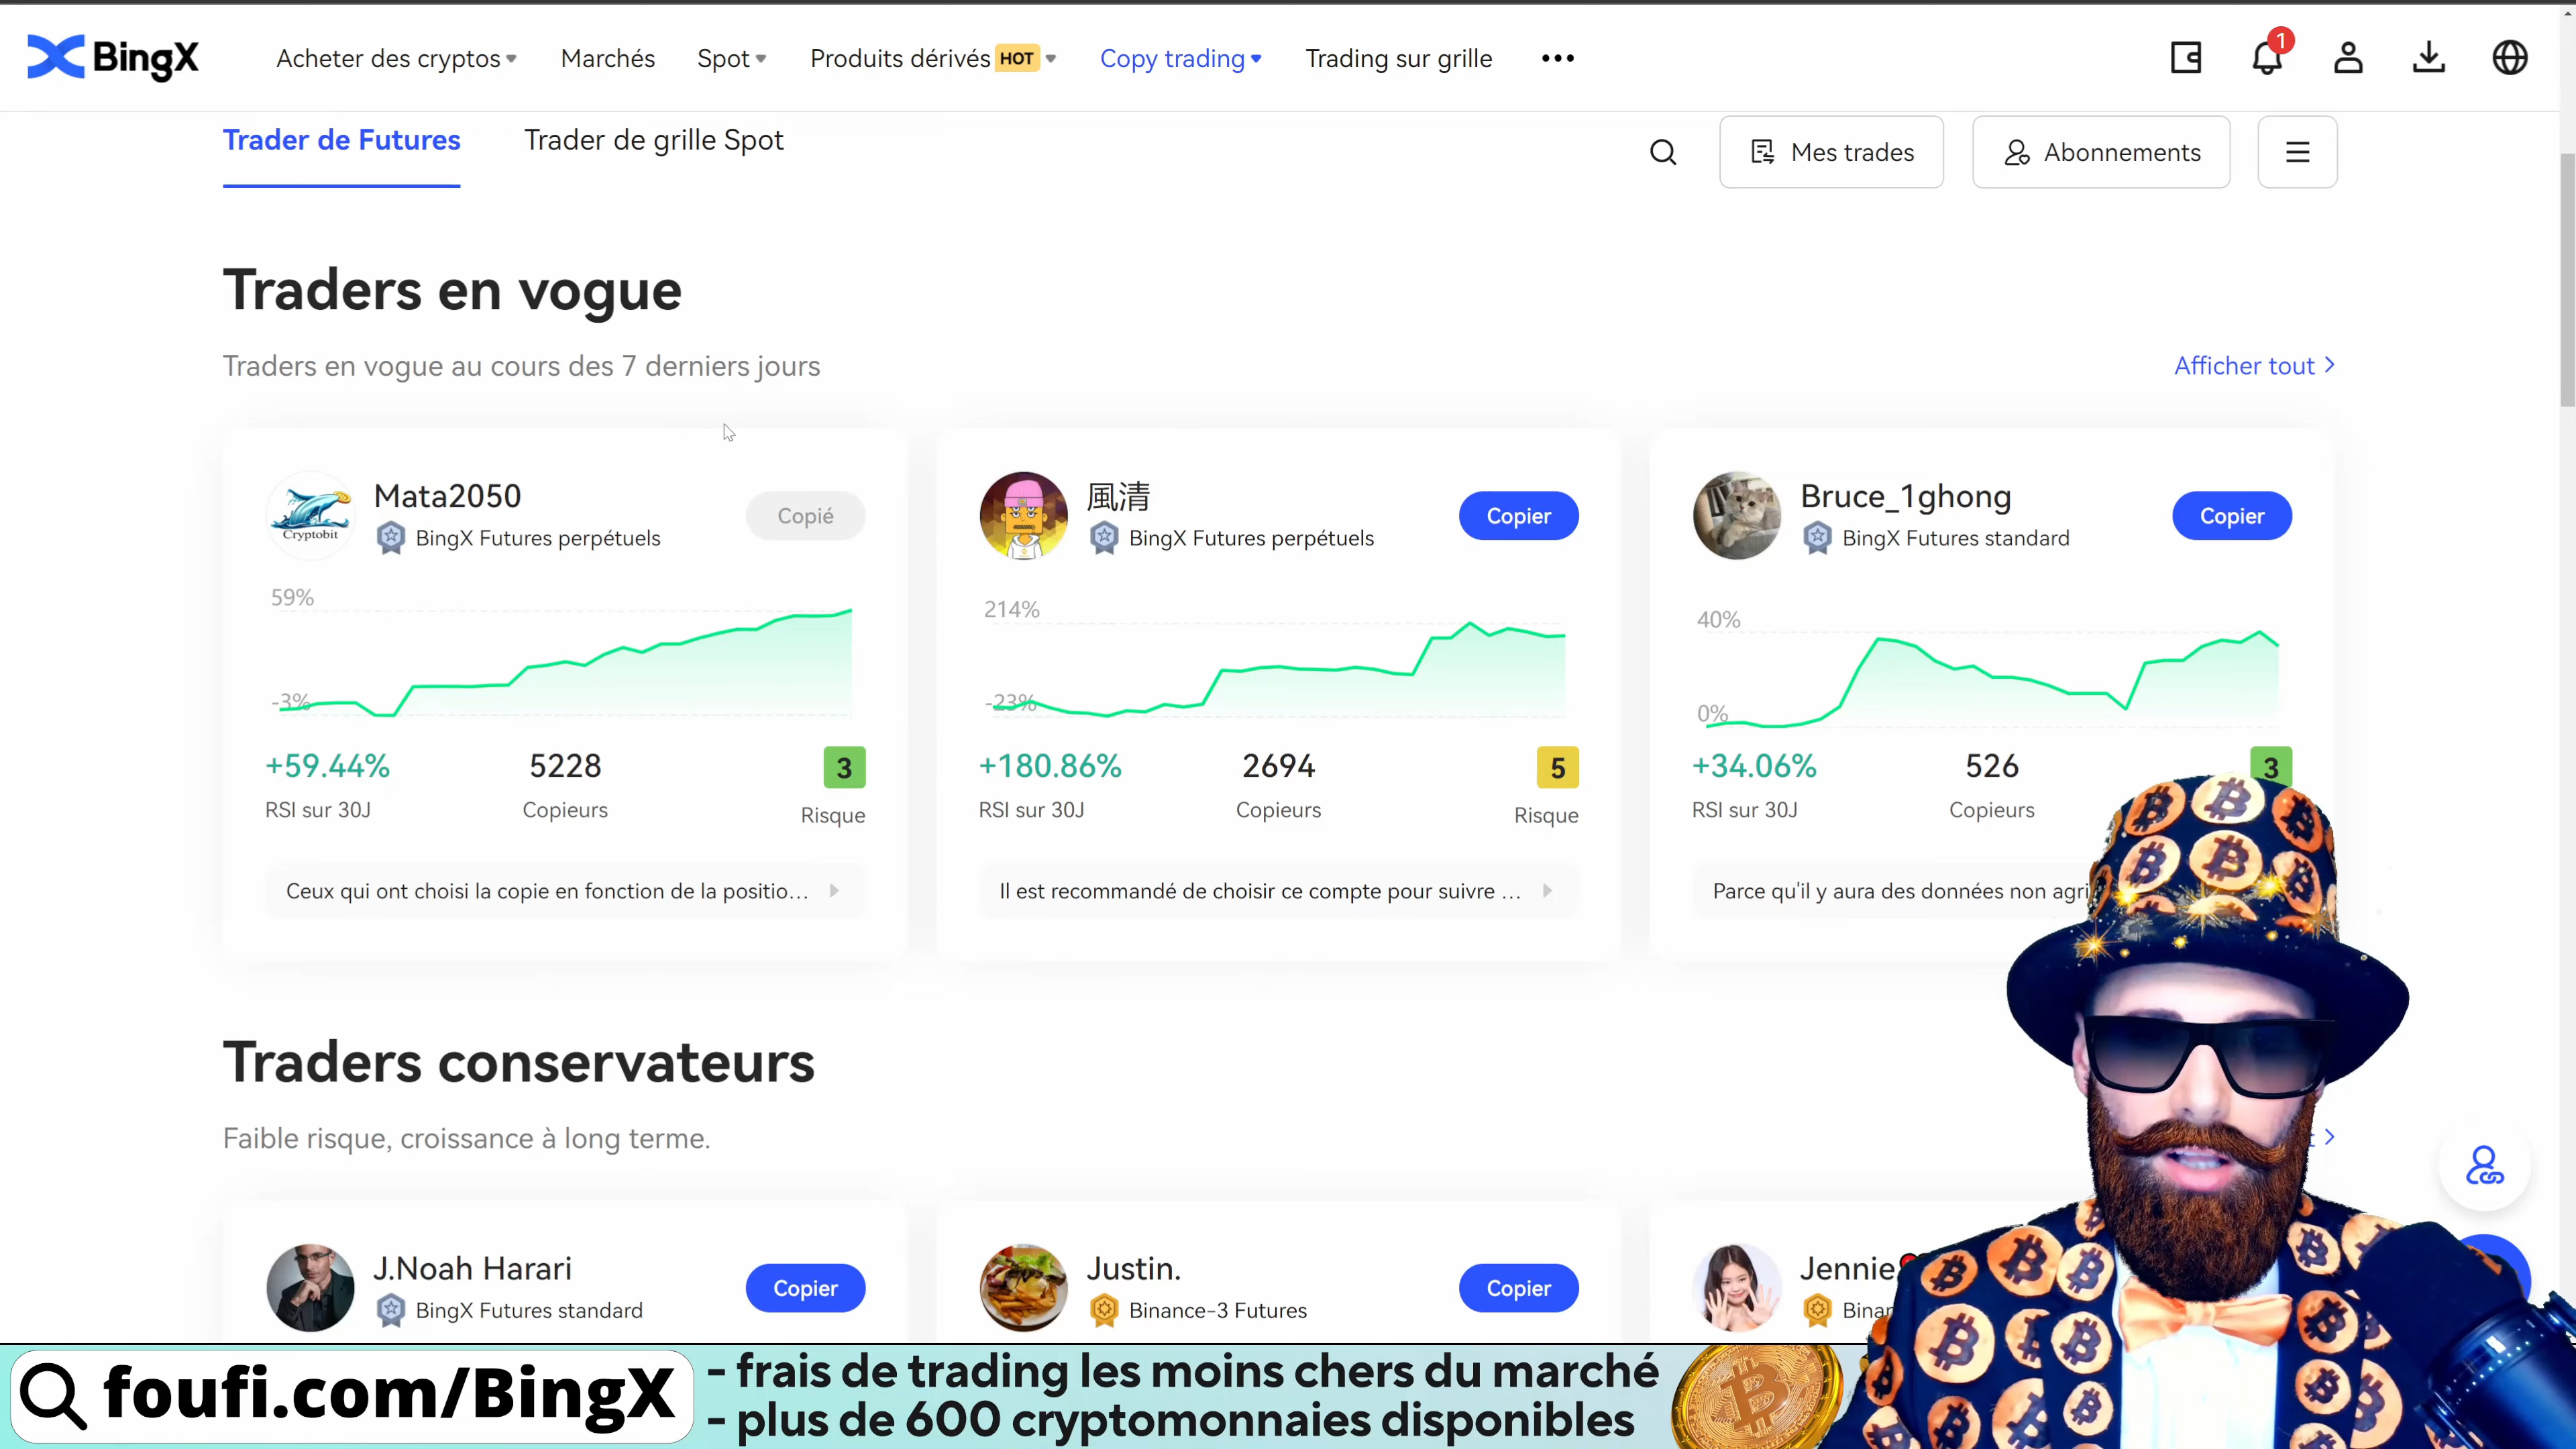 BingX
Acheter des cryptos
Marchés
Spot
Produits dérivés HOT
Copy trading
Trading sur grille
1
Trader de Futures
Trader de grille Spot
Mes trades
Abonnements
Traders en vogue
Traders en vogue au cours des 7 derniers jours
Afficher tout
Cryptobit
Mata2050
BingX Futures perpétuels
Copié
59%
-3%
+59.44%
RSI sur 30J
5228
Copieurs
3
Risque
Ceux qui ont choisi la copie en fonction de la positio...
風清
BingX Futures perpétuels
Copier
214%
-23%
+180.86%
RSI sur 30J
2694
Copieurs
5
Risque
Il est recommandé de choisir ce compte pour suivre ...
Bruce_1ghong
BingX Futures standard
Copier
40%
0%
+34.06%
RSI sur 30J
526
Copieurs
3
Parce qu'il y aura des données non agri
Traders conservateurs
Faible risque, croissance à long terme.
J.Noah Harari
BingX Futures standard
Copier
Justin.
Binance-3 Futures
Copier
Jennie
Binan
foufi.com/BingX
- frais de trading les moins chers du marché
- plus de 600 cryptomonnaies disponibles